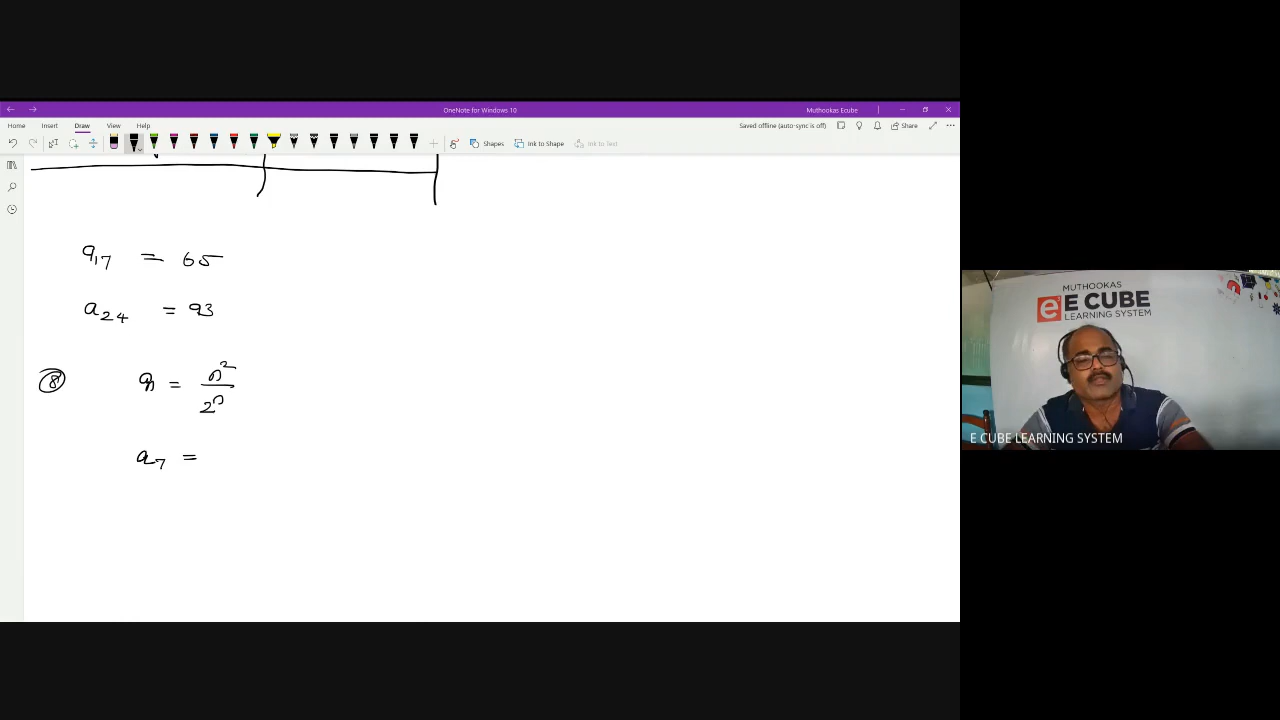 OneNote for Windows 10
Muthookas Ecube
Home Insert Draw View Help
Saved offline (auto-sync is off)
Share
Shapes
Ink to Shape
Ink to Text
a₁₇ = 65
a₂₄ = 93
⑧ aₙ = n²/2ⁿ
a₇ =
MUTHOOKAS
e³ E CUBE
LEARNING SYSTEM
E CUBE LEARNING SYSTEM